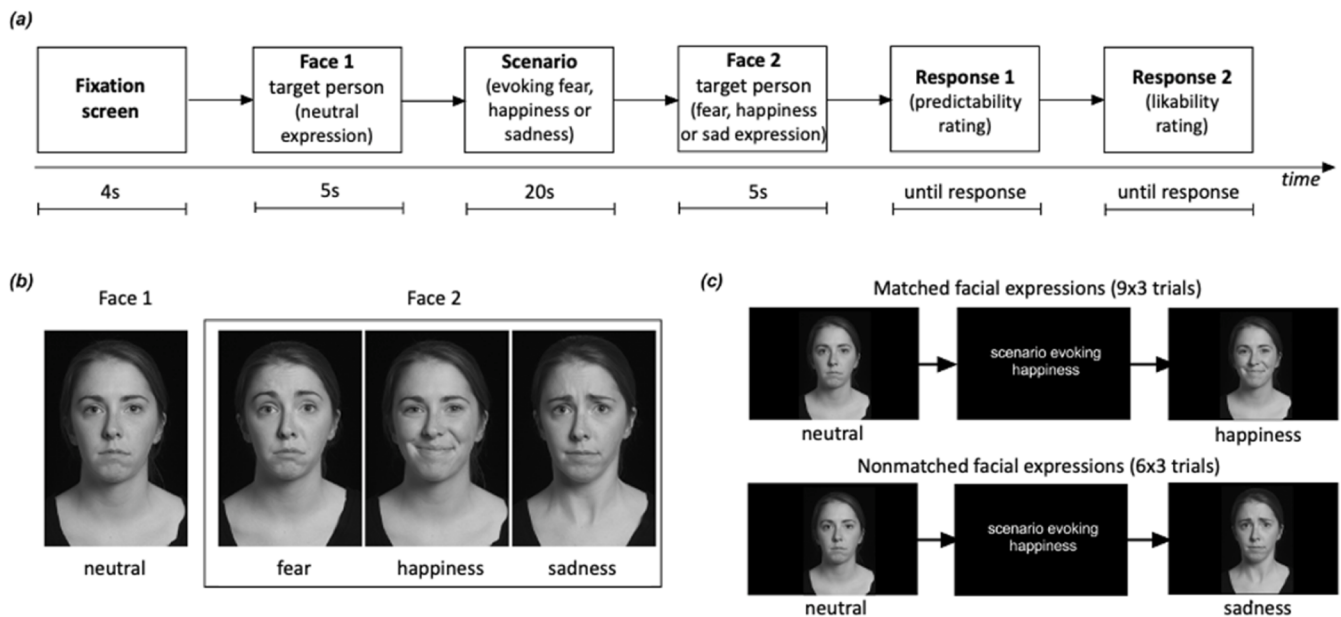 (a)
Fixation
screen
Face 1
target person
(neutral
expression)
Scenario
(evoking fear,
happiness or
sadness)
Face 2
target person
(fear, happiness
or sad expression)
Response 1
(predictability
rating)
Response 2
(likability
rating)
time
4s
5s
20s
5s
until response
until response
(b)
Face 1
Face 2
neutral
fear
happiness
sadness
(c)
Matched facial expressions (9x3 trials)
scenario evoking
happiness
neutral
happiness
Nonmatched facial expressions (6x3 trials)
scenario evoking
happiness
neutral
sadness